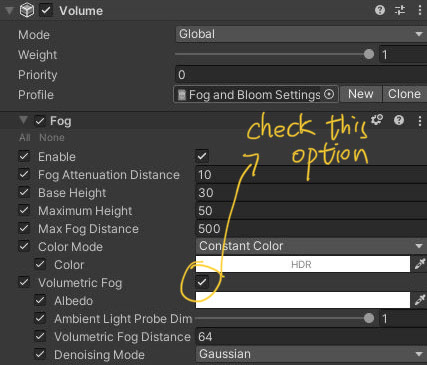 Volume
Mode Global
Weight 1
Priority 0
Profile Fog and Bloom Settings New Clone
Fog
All None
check this
option
Enable
Fog Attenuation Distance 10
Base Height 30
Maximum Height 50
Max Fog Distance 500
Color Mode Constant Color
Color HDR
Volumetric Fog
Albedo
Ambient Light Probe Dim 1
Volumetric Fog Distance 64
Denoising Mode Gaussian